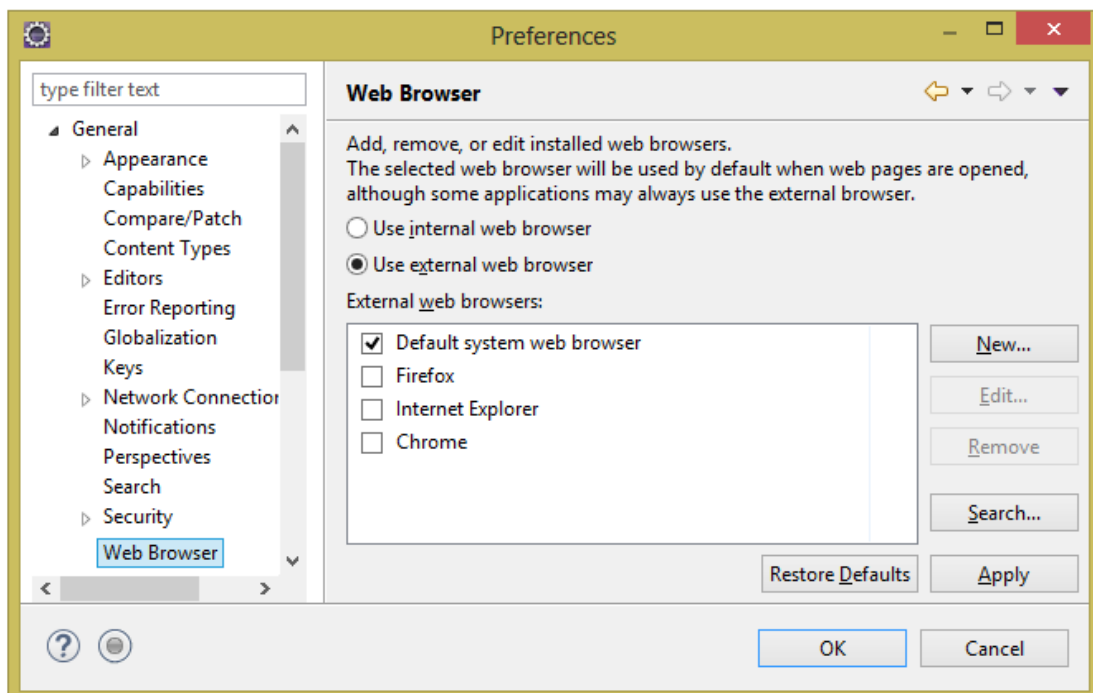 Preferences
type filter text
General
Appearance
Capabilities
Compare/Patch
Content Types
Editors
Error Reporting
Globalization
Keys
Network Connection
Notifications
Perspectives
Search
Security
Web Browser
Web Browser
Add, remove, or edit installed web browsers.
The selected web browser will be used by default when web pages are opened,
although some applications may always use the external browser.
Use internal web browser
Use external web browser
External web browsers:
Default system web browser
Firefox
Internet Explorer
Chrome
New...
Edit...
Remove
Search...
Restore Defaults
Apply
OK
Cancel